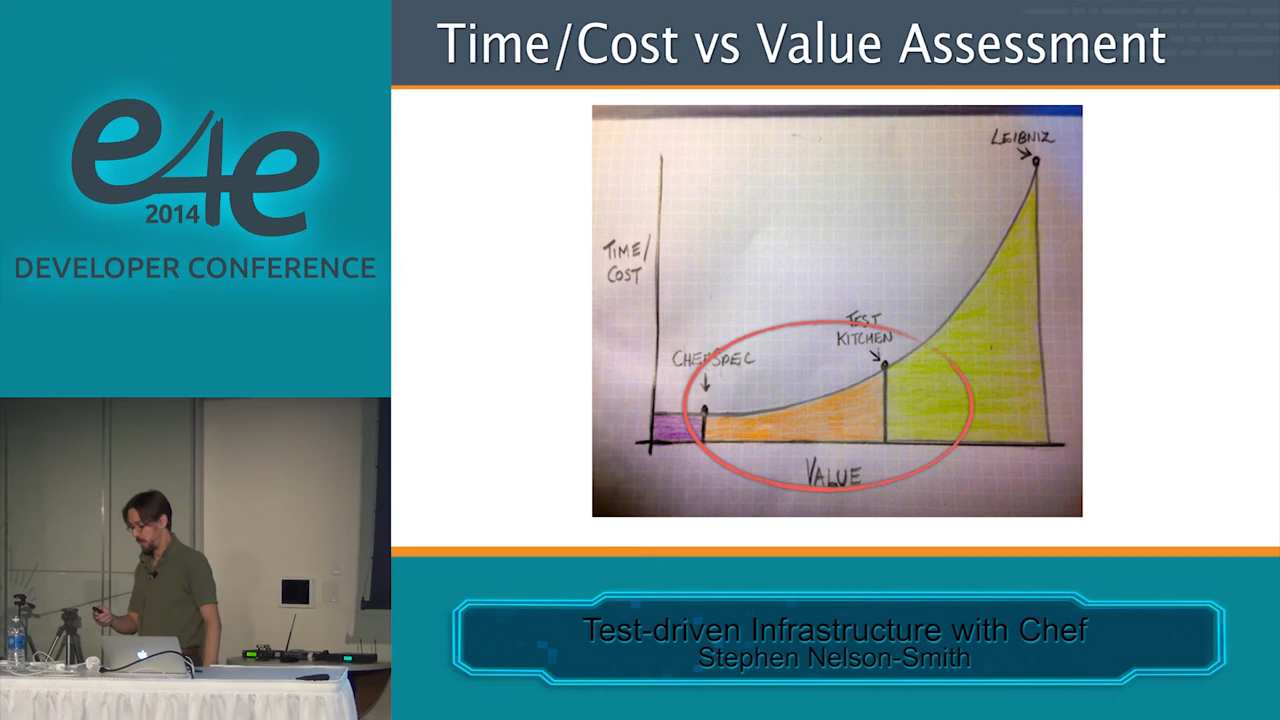 Time/Cost vs Value Assessment
e4e
2014
DEVELOPER CONFERENCE
LEIBNIZ
TIME/
COST
TEST
KITCHEN
CHEFSPEC
VALUE
Test-driven Infrastructure with Chef
Stephen Nelson-Smith